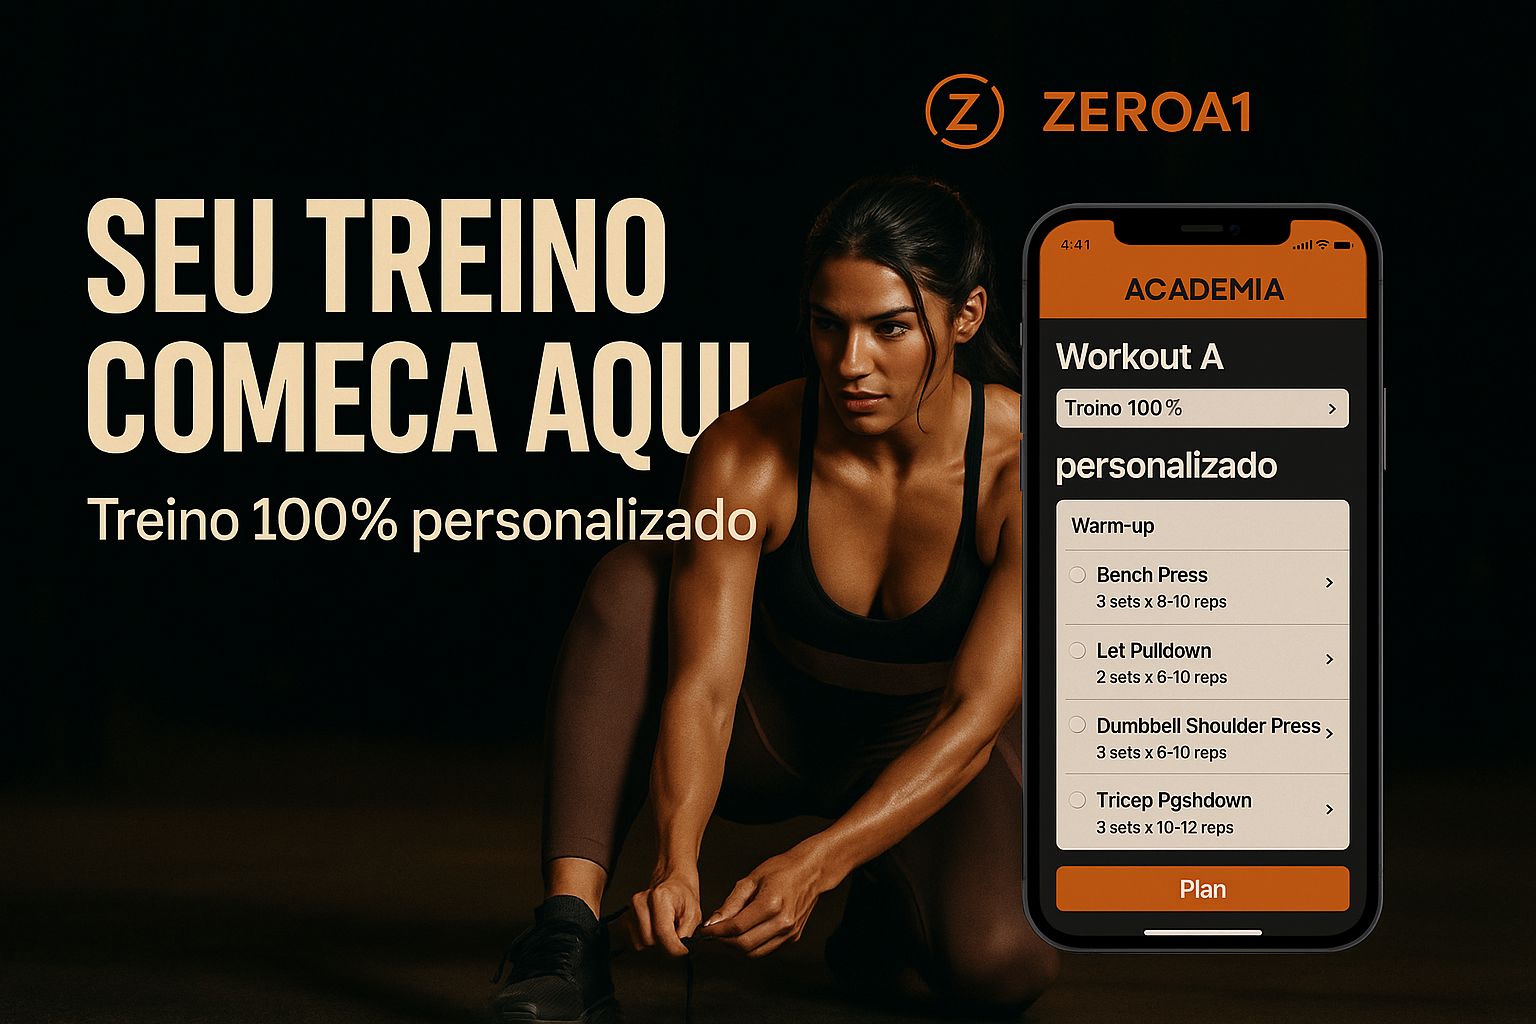 Z ZEROA1
SEU TREINO
COMECA AQUI
Treino 100% personalizado
4:41
ACADEMIA
Workout A
Troino 100%
personalizado
Warm-up
Bench Press
3 sets x 8-10 reps
Let Pulldown
2 sets x 6-10 reps
Dumbbell Shoulder Press
3 sets x 6-10 reps
Tricep Pgshdown
3 sets x 10-12 reps
Plan